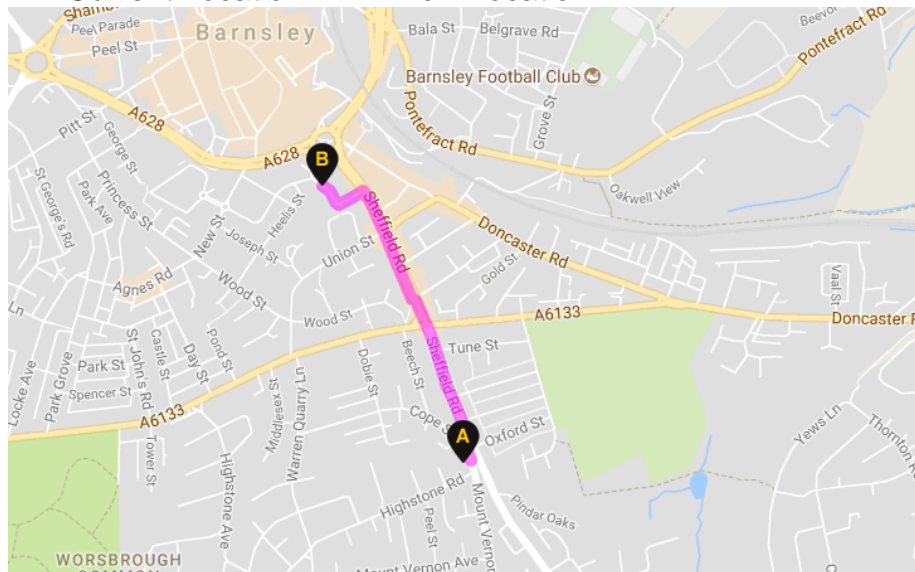 Shamb
Peel Parade
Peel St
Barnsley
Bala St
Belgrave Rd
Beevo
Pontefract Rd
Barnsley Football Club
A628
Pitt St
George St
Pontefract Rd
Grove St
A628
B
St George's Rd
Park Ave
Princess St
Oakwell View
Heelis St
Sheffield Rd
New St
Joseph St
Union St
Doncaster Rd
Agnes Rd
Wood St
Gold St
Vaal St
Ln
Wood St
A6133
Doncaster R
Locke Ave
Park Grove
Park St
Spencer St
St John's Rd
Castle St
Day St
Pond St
Dobie St
Beech St
Tune St
Sheffield Rd
Middlesex St
Warren Quarry Ln
A6133
Tower St
Cope S
A
Oxford St
Yews Ln
Thornton Rd
Highstone Ave
Highstone Rd
Mount Vernon
Pindar Oaks
Peel St
WORSBROUGH
COMMON
Mount Vernon Ave